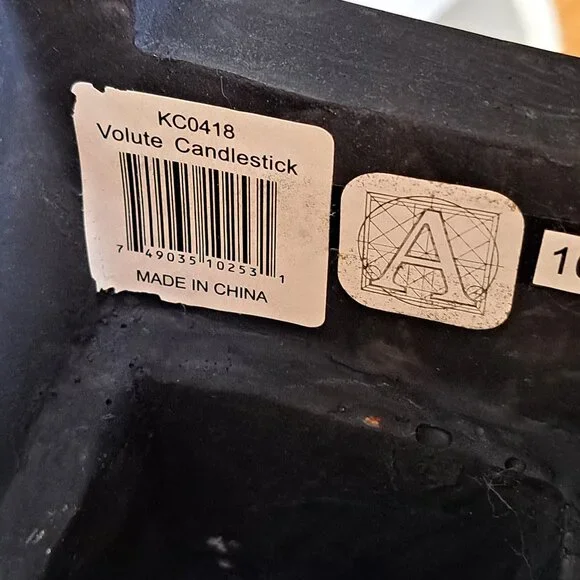 KC0418
Volute Candlestick
7 49035 10253 1
MADE IN CHINA
A